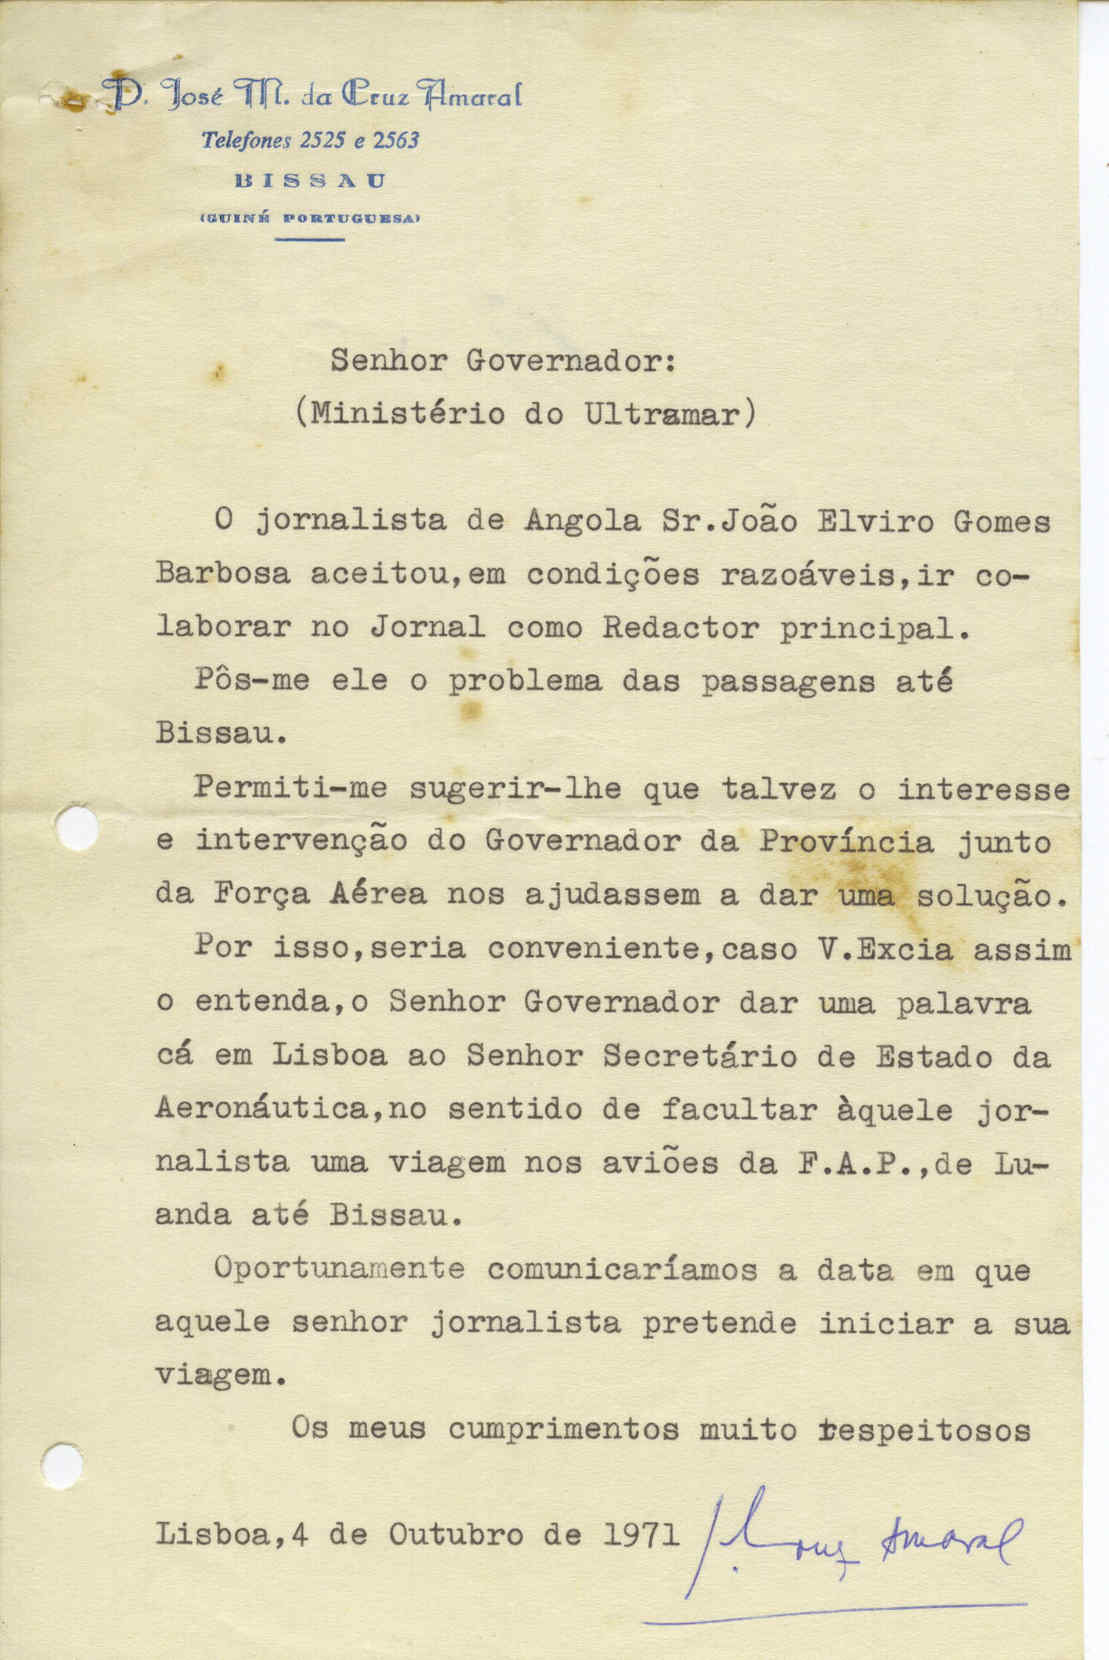 P. José M. da Cruz Amaral
Telefones 2525 e 2563
BISSAU
(GUINÉ PORTUGUESA)
Senhor Governador:
(Ministério do Ultramar)
O jornalista de Angola Sr.João Elviro Gomes
Barbosa aceitou,em condições razoáveis,ir co-
laborar no Jornal como Redactor principal.
Pôs-me ele o problema das passagens até
Bissau.
Permiti-me sugerir-lhe que talvez o interesse
e intervenção do Governador da Província junto
da Força Aérea nos ajudassem a dar uma solução.
Por isso,seria conveniente,caso V.Excia assim
o entenda,o Senhor Governador dar uma palavra
cá em Lisboa ao Senhor Secretário de Estado da
Aeronáutica,no sentido de facultar àquele jor-
nalista uma viagem nos aviões da F.A.P.,de Lu-
anda até Bissau.
Oportunamente comunicaríamos a data em que
aquele senhor jornalista pretende iniciar a sua
viagem.
Os meus cumprimentos muito respeitosos
Lisboa,4 de Outubro de 1971
Cruz Amaral